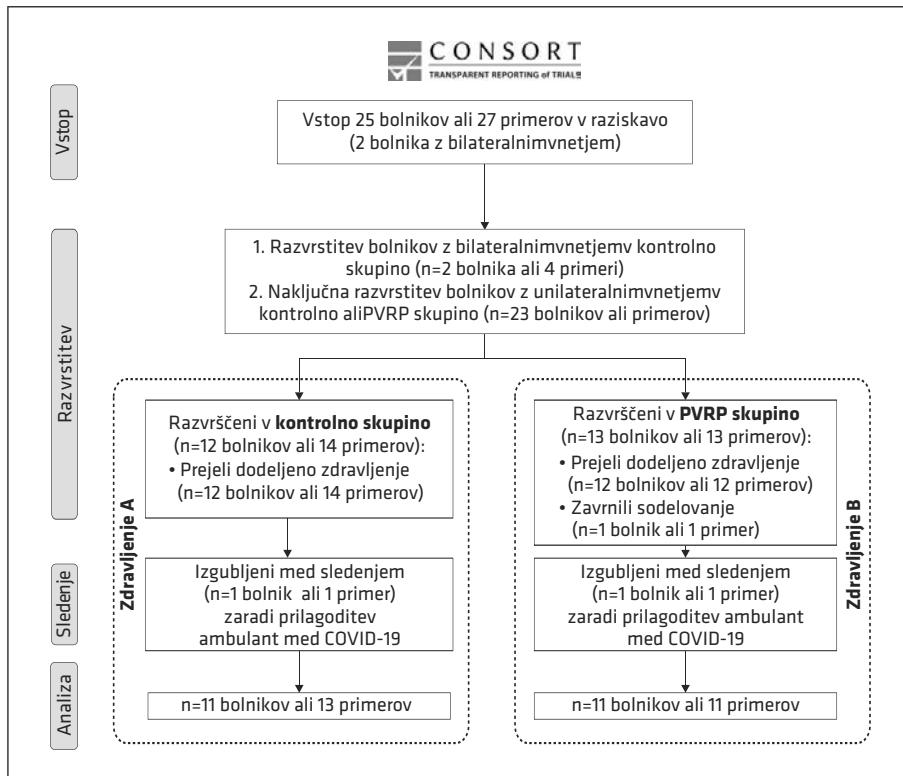 CONSORT
TRANSPARENT REPORTING of TRIALS
Vstop
Vstop 25 bolnikov ali 27 primerov v raziskavo
(2 bolnika z bilateralnimvnetjem)
Razvrstitev
1. Razvrstitev bolnikov z bilateralnimvnetjemv kontrolno
skupino (n=2 bolnika ali 4 primeri)
2. Naključna razvrstitev bolnikov z unilateralnimvnetjemv
kontrolno aliPVRP skupino (n=23 bolnikov ali primerov)
Zdravljenje A
Razvrščeni v kontrolno skupino
(n=12 bolnikov ali 14 primerov):
• Prejeli dodeljeno zdravljenje
(n=12 bolnikov ali 14 primerov)
Razvrščeni v PVRP skupino
(n=13 bolnikov ali 13 primerov):
• Prejeli dodeljeno zdravljenje
(n=12 bolnikov ali 12 primerov)
• Zavrnili sodelovanje
(n=1 bolnik ali 1 primer)
Zdravljenje B
Sledenje
Izgubljeni med sledenjem
(n=1 bolnik ali 1 primer)
zaradi prilagoditev
ambulant med COVID-19
Izgubljeni med sledenjem
(n=1 bolnik ali 1 primer)
zaradi prilagoditev ambulant
med COVID-19
Analiza
n=11 bolnikov ali 13 primerov
n=11 bolnikov ali 11 primerov